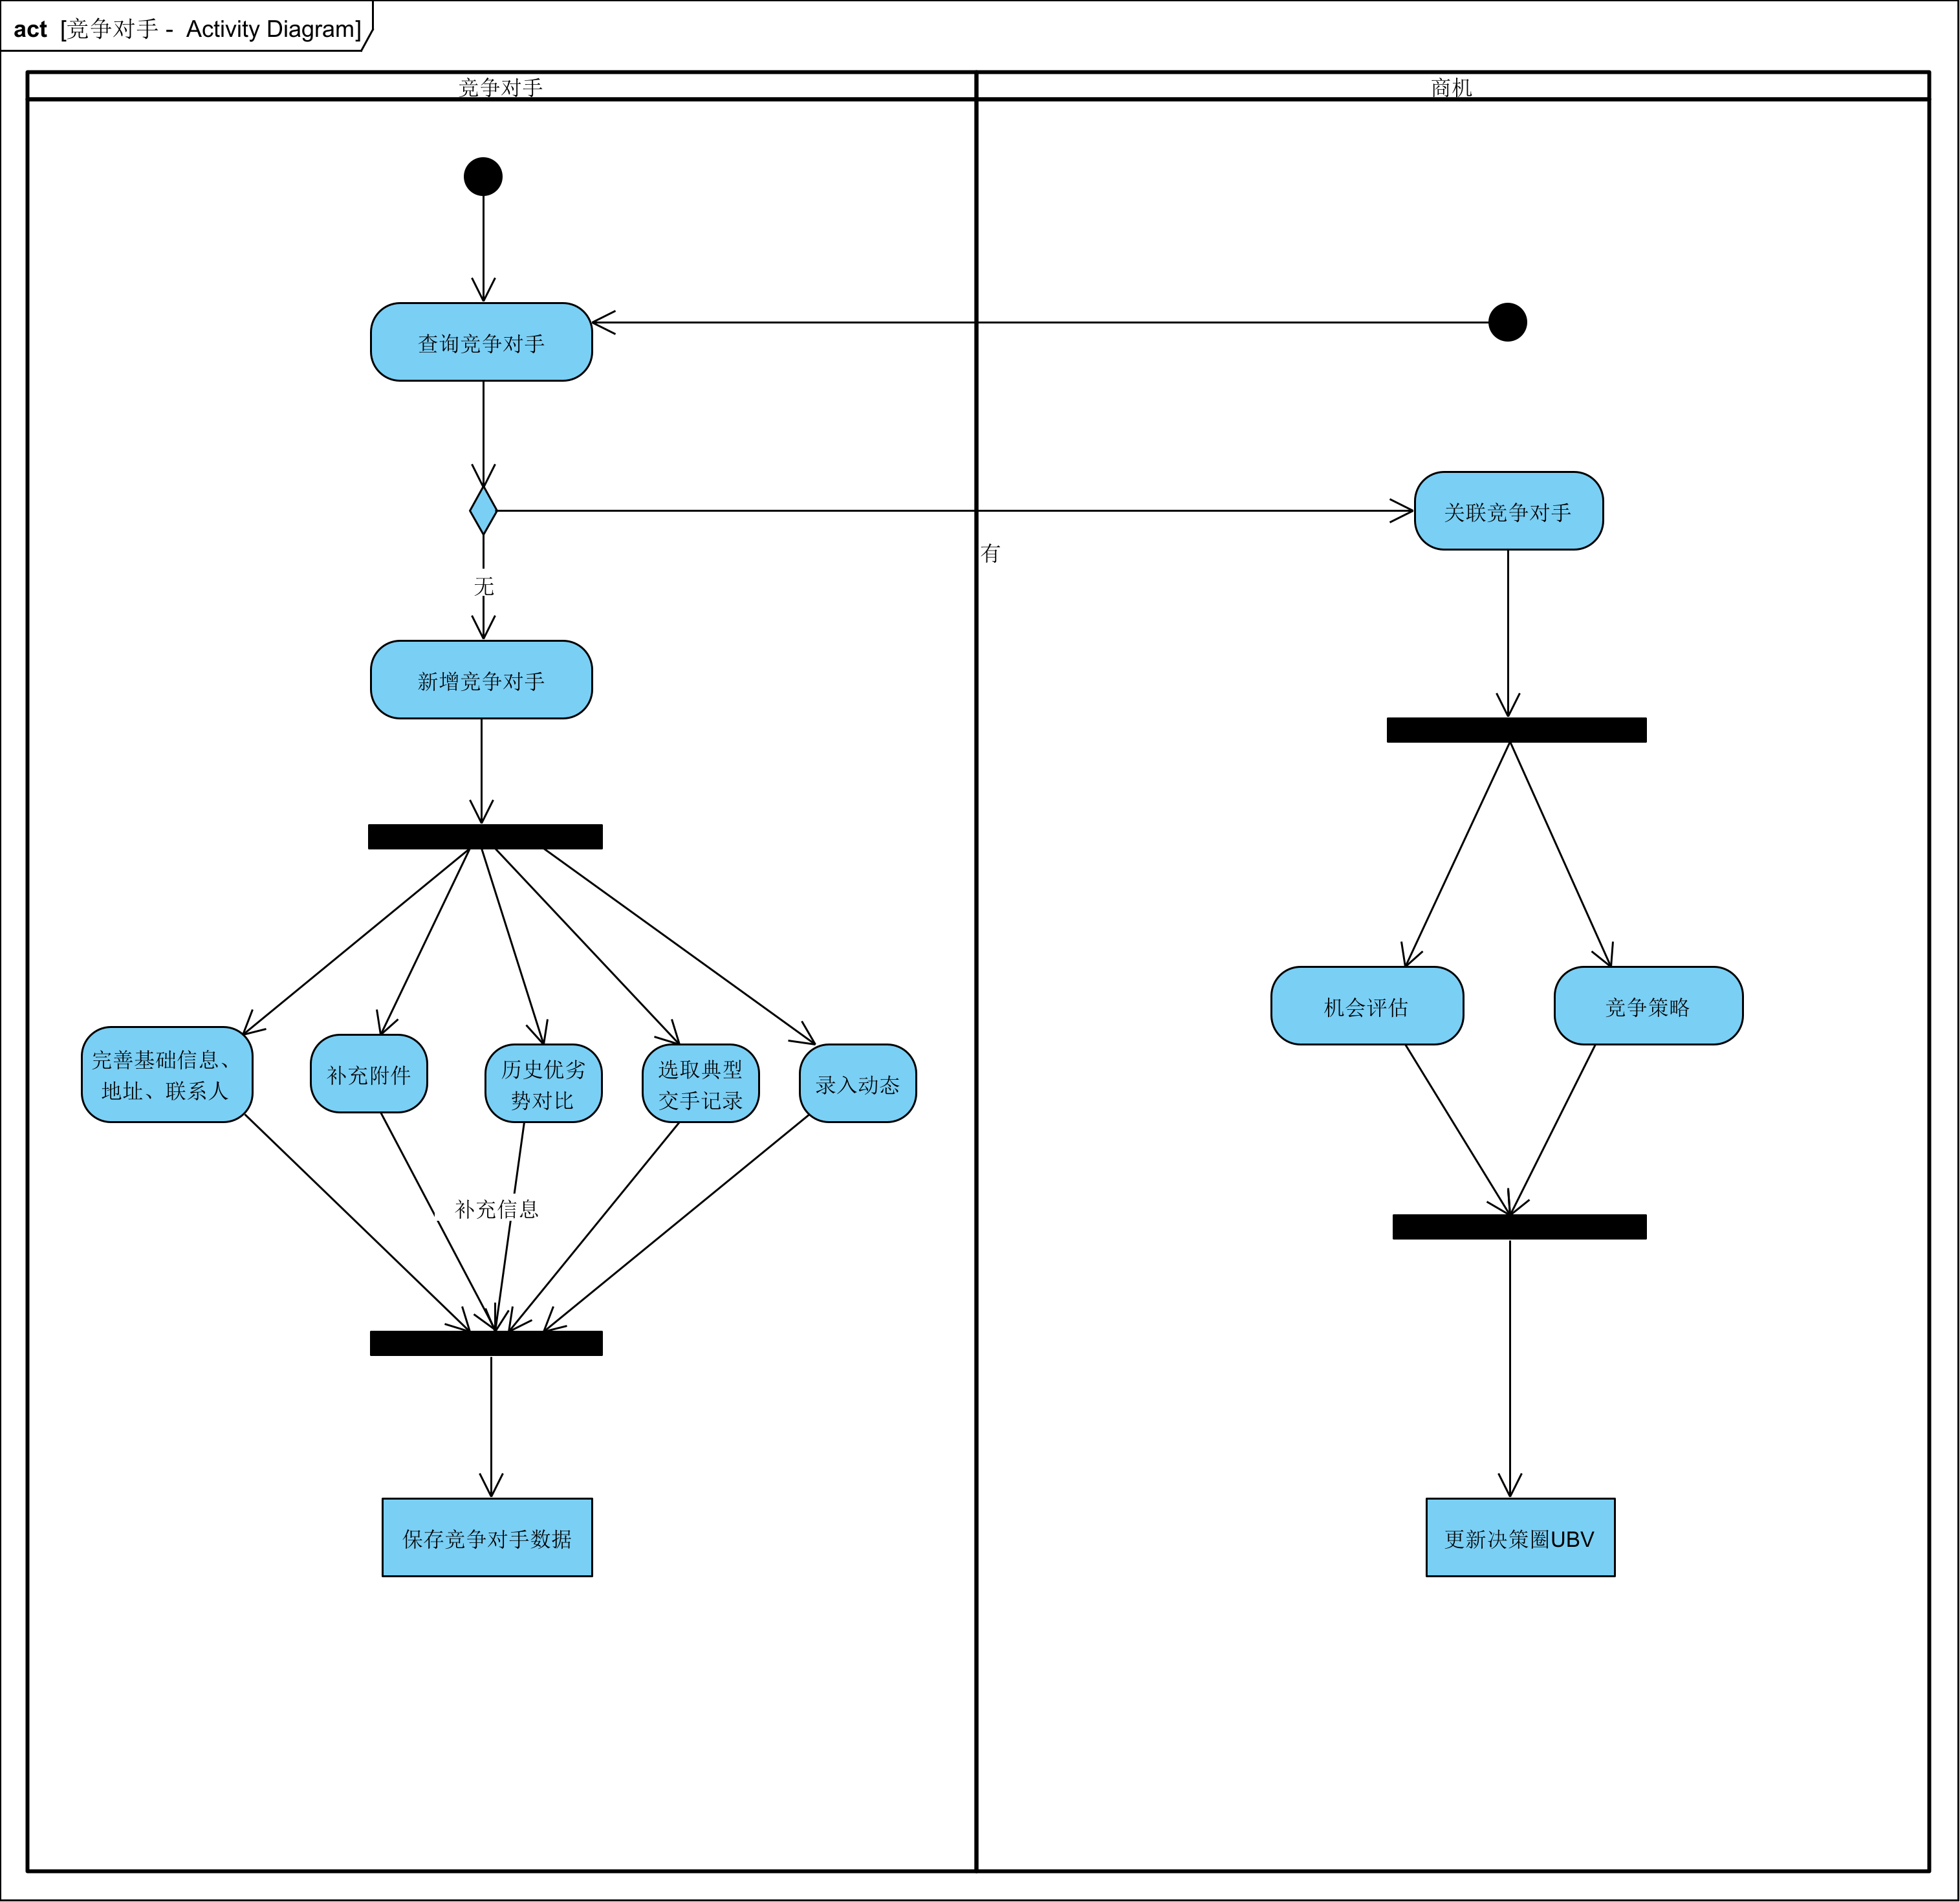 act [竞争对手 - Activity Diagram]
竞争对手
商机
查询竞争对手
关联竞争对手
有
无
新增竞争对手
机会评估
竞争策略
完善基础信息、
地址、联系人
补充附件
历史优劣
势对比
选取典型
交手记录
录入动态
补充信息
保存竞争对手数据
更新决策圈UBV